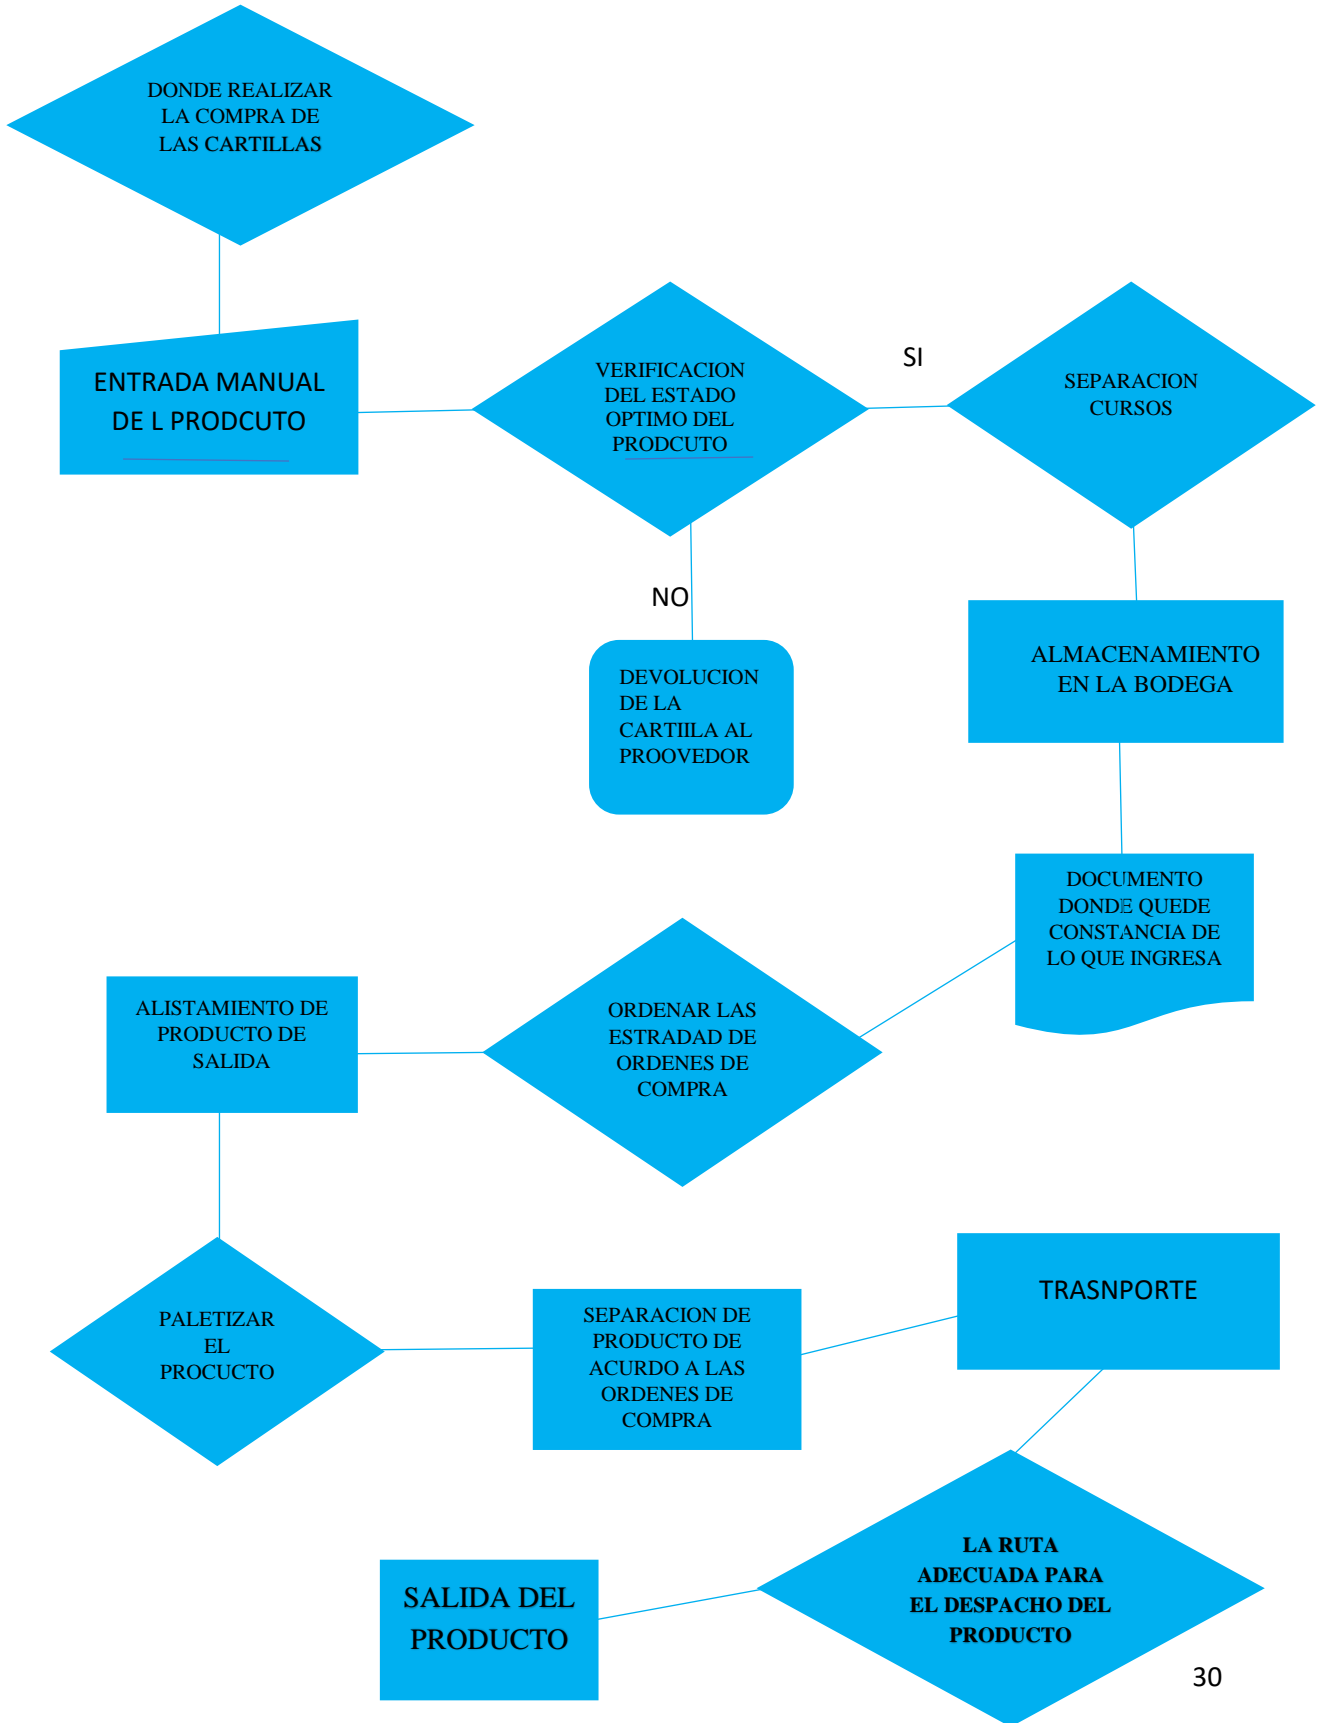 DONDE REALIZAR
LA COMPRA DE
LAS CARTILLAS
ENTRADA MANUAL
DE L PRODCUTO
VERIFICACION
DEL ESTADO
OPTIMO DEL
PRODCUTO
SI
SEPARACION
CURSOS
NO
DEVOLUCION
DE LA
CARTIILA AL
PROOVEDOR
ALMACENAMIENTO
EN LA BODEGA
DOCUMENTO
DONDE QUEDE
CONSTANCIA DE
LO QUE INGRESA
ORDENAR LAS
ESTRADAD DE
ORDENES DE
COMPRA
ALISTAMIENTO DE
PRODUCTO DE
SALIDA
PALETIZAR
EL
PROCUCTO
SEPARACION DE
PRODUCTO DE
ACURDO A LAS
ORDENES DE
COMPRA
TRASNPORTE
LA RUTA
ADECUADA PARA
EL DESPACHO DEL
PRODUCTO
SALIDA DEL
PRODUCTO
30